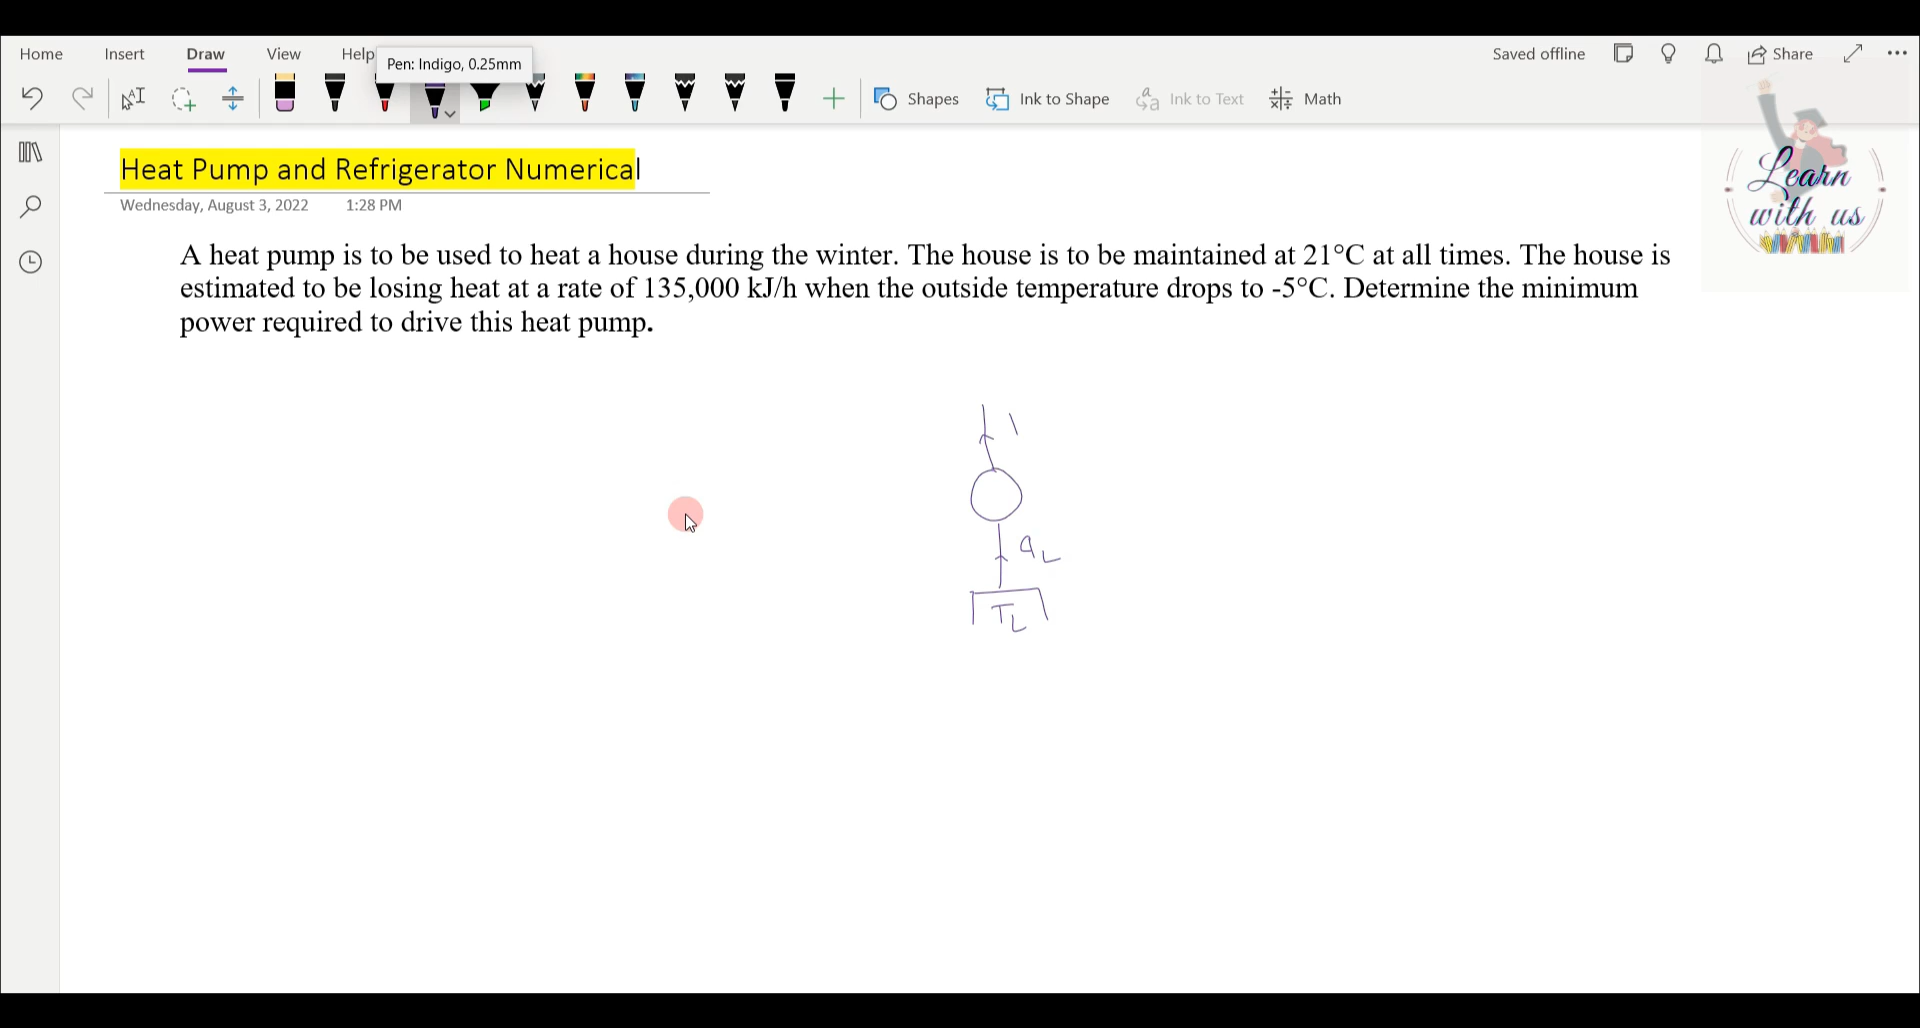 Home Insert Draw View Help
Pen: Indigo, 0.25mm
Saved offline
Share
Shapes
Ink to Shape
Ink to Text
Math
Heat Pump and Refrigerator Numerical
Wednesday, August 3, 2022 1:28 PM
Learn
with us
A heat pump is to be used to heat a house during the winter. The house is to be maintained at 21°C at all times. The house is
estimated to be losing heat at a rate of 135,000 kJ/h when the outside temperature drops to -5°C. Determine the minimum
power required to drive this heat pump.
q_L
T_L